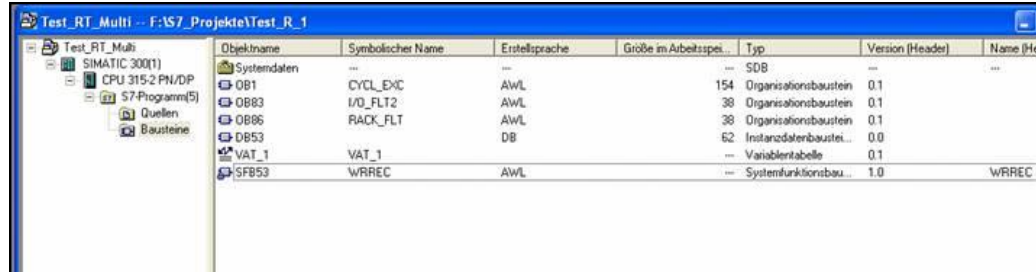 Test_RT_Multi -- F:\S7_Projekte\Test_R_1
Test_RT_Multi
SIMATIC 300(1)
CPU 315-2 PN/DP
S7-Programm(5)
Quellen
Bausteine
Objektname Symbolischer Name Erstellsprache Größe im Arbeitsspei... Typ Version (Header) Name (He
Systemdaten --- --- --- SDB --- ---
OB1 CYCL_EXC AWL 154 Organisationsbaustein 0.1
OB83 I/O_FLT2 AWL 38 Organisationsbaustein 0.1
OB86 RACK_FLT AWL 38 Organisationsbaustein 0.1
DB53 DB 62 Instanzdatenbaustei... 0.0
VAT_1 VAT_1 --- Variablentabelle 0.1
SFB53 WRREC AWL --- Systemfunktionsbau... 1.0 WRREC